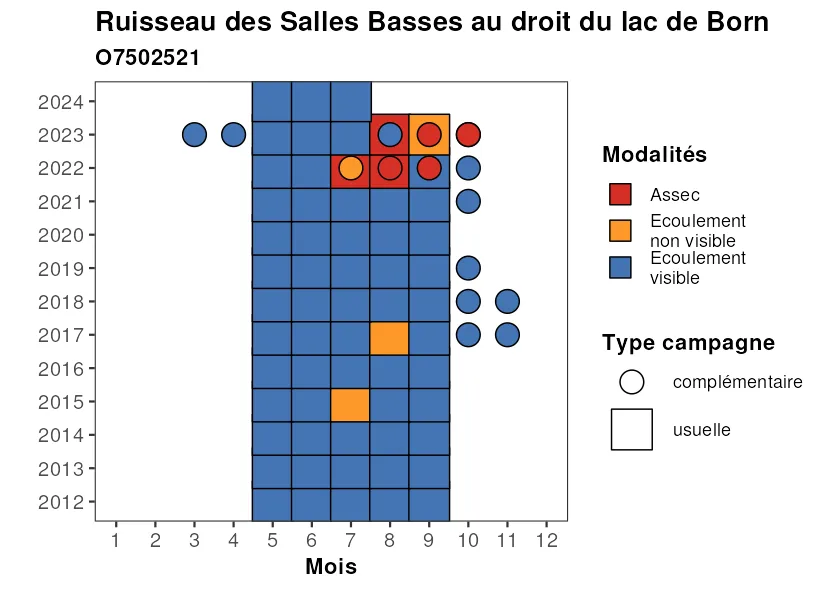 Ruisseau des Salles Basses au droit du lac de Born
O7502521
2024
2023
2022
2021
2020
2019
2018
2017
2016
2015
2014
2013
2012
1 2 3 4 5 6 7 8 9 10 11 12
Mois
Modalités
Assec
Ecoulement
non visible
Ecoulement
visible
Type campagne
complémentaire
usuelle